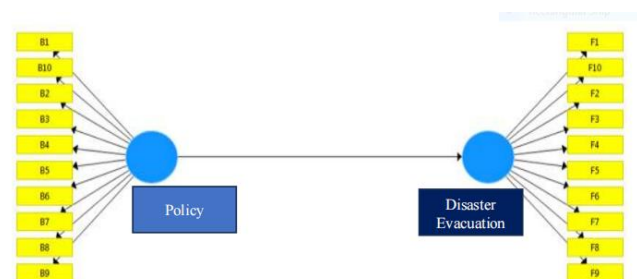 B1
B10
B2
B3
B4
B5
B6
B7
B8
B9
Policy
Disaster
Evacuation
F1
F10
F2
F3
F4
F5
F6
F7
F8
F9